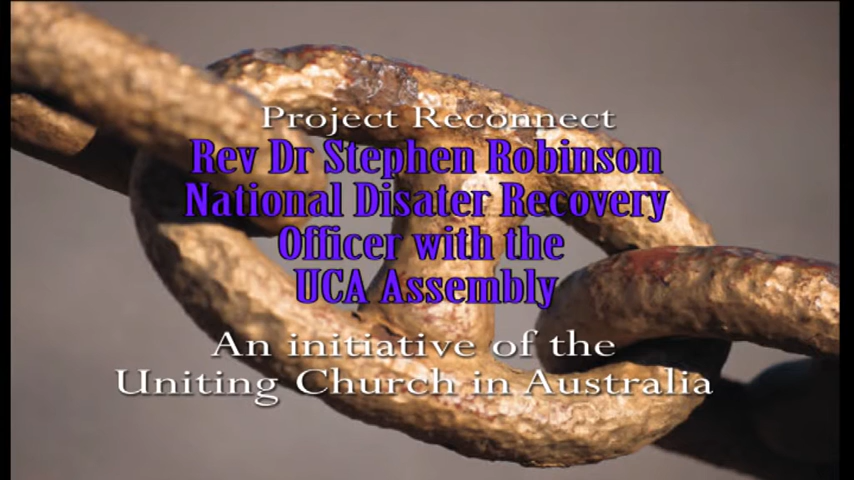 Project Reconnect
Rev Dr Stephen Robinson
National Disater Recovery
Officer with the
UCA Assembly
An initiative of the
Uniting Church in Australia